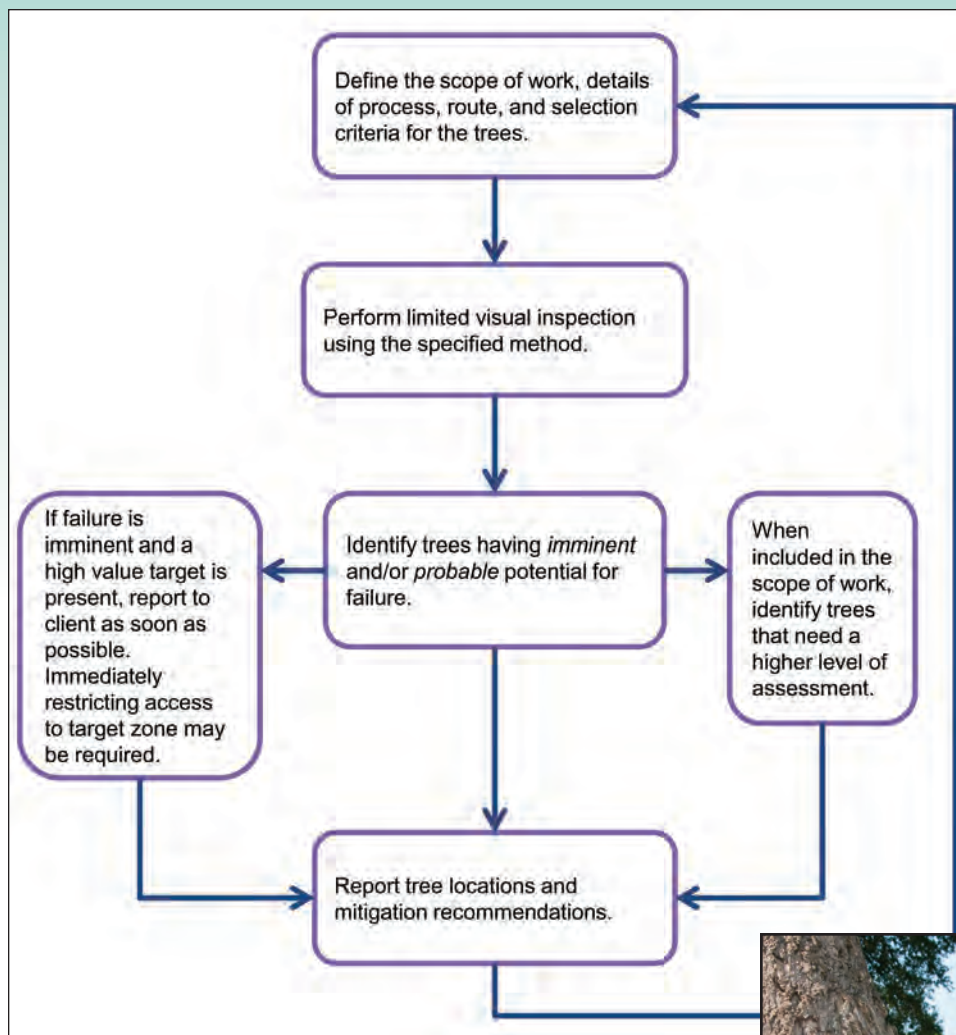 Define the scope of work, details
of process, route, and selection
criteria for the trees.
Perform limited visual inspection
using the specified method.
If failure is
imminent and a
high value target is
present, report to
client as soon as
possible.
Immediately
restricting access
to target zone may
be required.
Identify trees having imminent
and/or probable potential for
failure.
When
included in the
scope of work,
identify trees
that need a
higher level of
assessment.
Report tree locations and
mitigation recommendations.